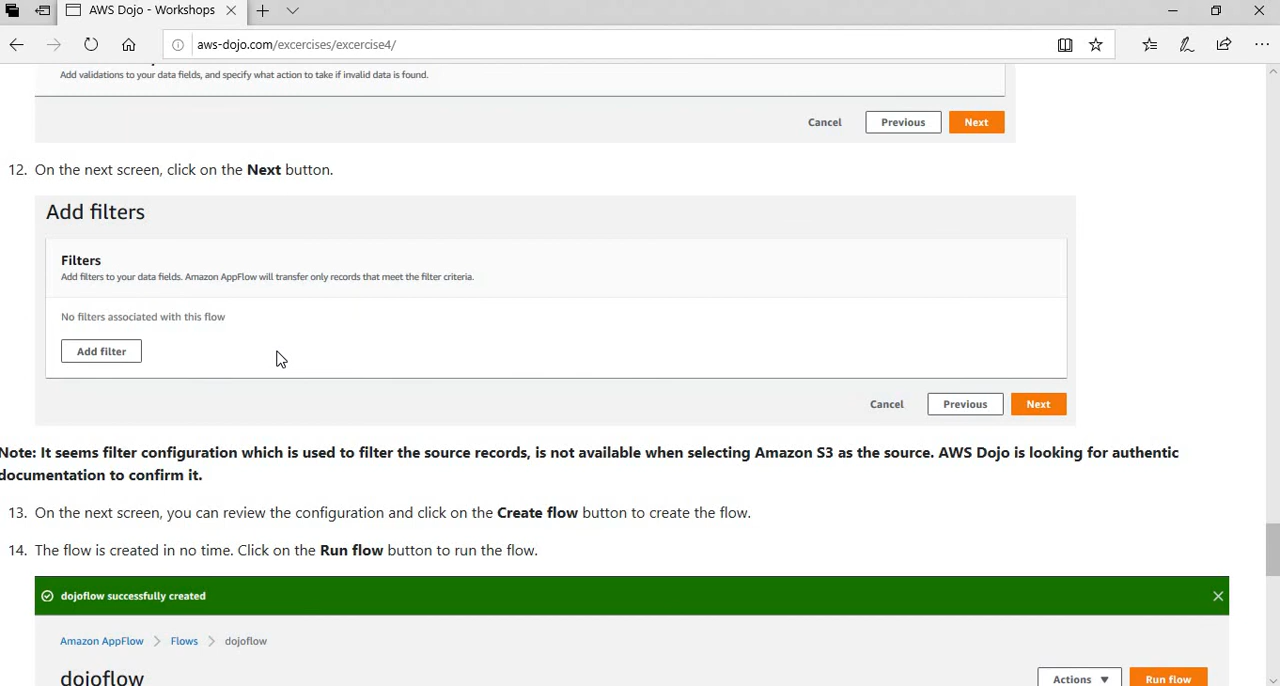 AWS Dojo - Workshops
aws-dojo.com/excercises/excercise4/
Add validations to your data fields, and specify what action to take if invalid data is found.
Cancel Previous Next
12. On the next screen, click on the Next button.
Add filters
Filters
Add filters to your data fields. Amazon AppFlow will transfer only records that meet the filter criteria.
No filters associated with this flow
Add filter
Cancel Previous Next
Note: It seems filter configuration which is used to filter the source records, is not available when selecting Amazon S3 as the source. AWS Dojo is looking for authentic
documentation to confirm it.
13. On the next screen, you can review the configuration and click on the Create flow button to create the flow.
14. The flow is created in no time. Click on the Run flow button to run the flow.
dojoflow successfully created
Amazon AppFlow Flows dojoflow
dojoflow
Actions Run flow